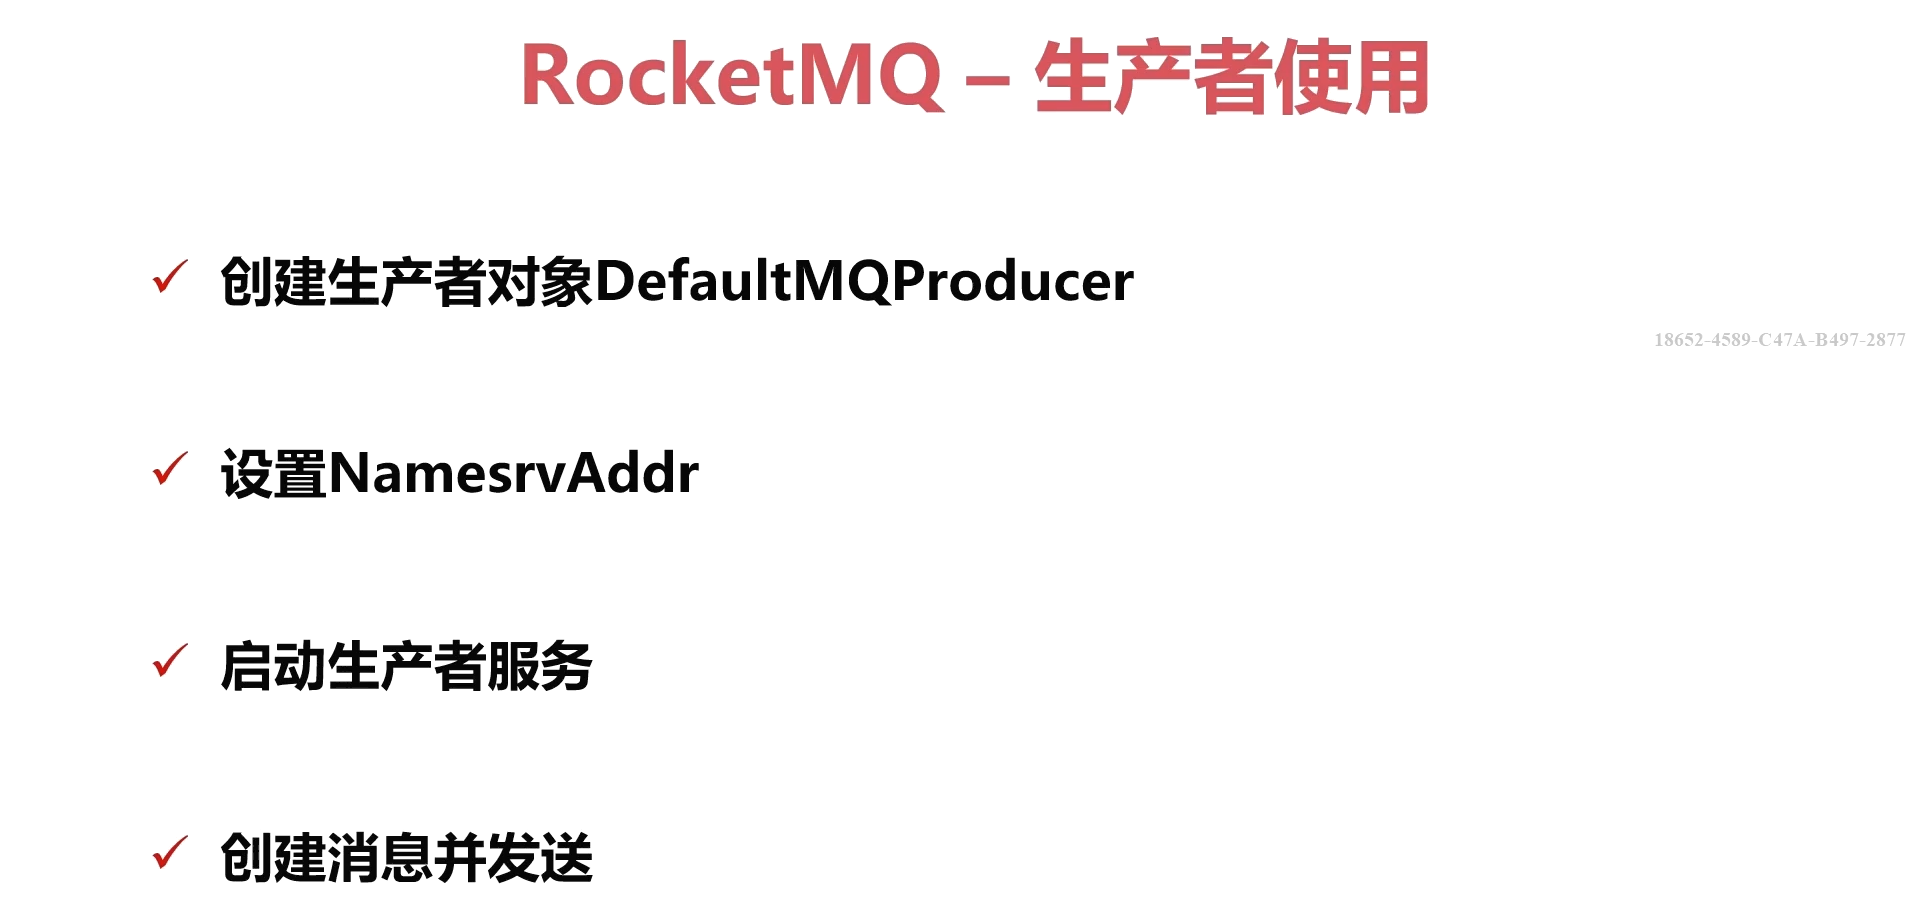 RocketMQ – 生产者使用
创建生产者对象DefaultMQProducer
18652-4589-C47A-B497-2877
设置NamesrvAddr
启动生产者服务
创建消息并发送